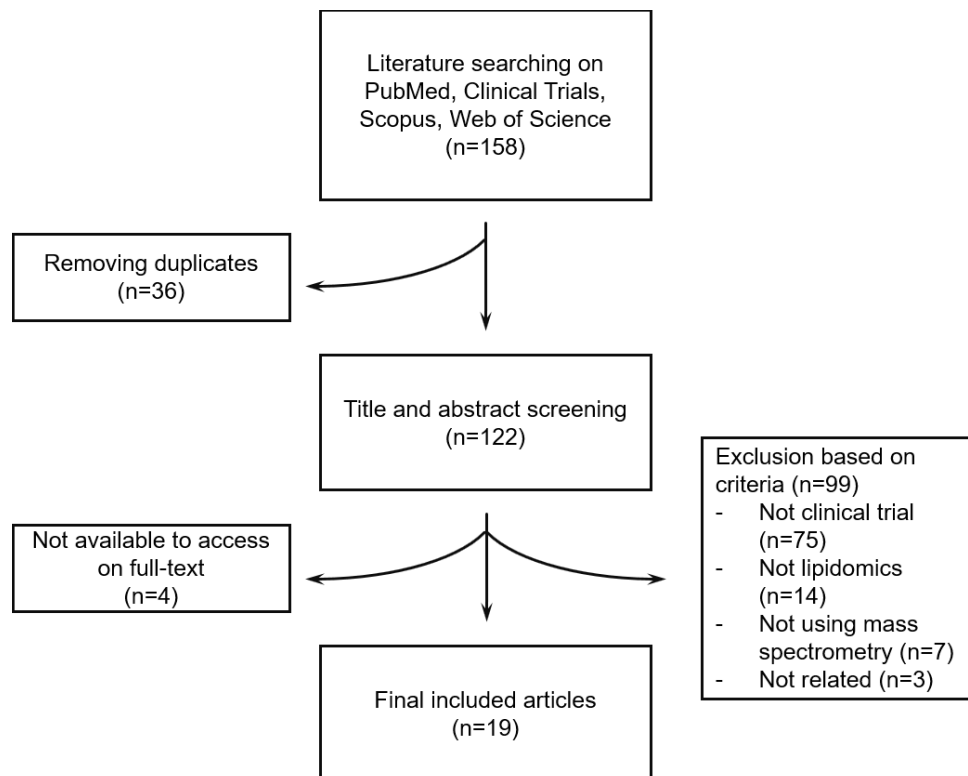 Literature searching on
PubMed, Clinical Trials,
Scopus, Web of Science
(n=158)
Removing duplicates
(n=36)
Title and abstract screening
(n=122)
Not available to access
on full-text
(n=4)
Exclusion based on
criteria (n=99)
- Not clinical trial
(n=75)
- Not lipidomics
(n=14)
- Not using mass
spectrometry (n=7)
- Not related (n=3)
Final included articles
(n=19)